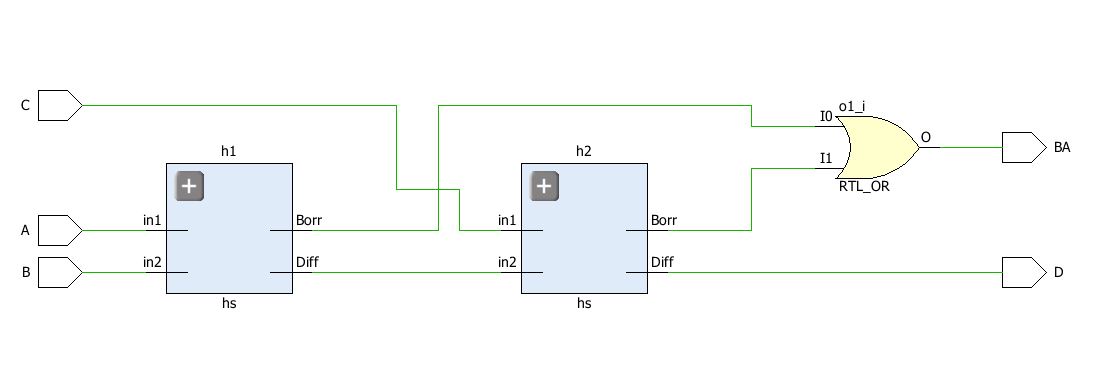 C
h1
h2
I0
o1_i
O
BA
I1
RTL_OR
A
in1
Borr
in1
Borr
B
in2
Diff
in2
Diff
D
hs
hs